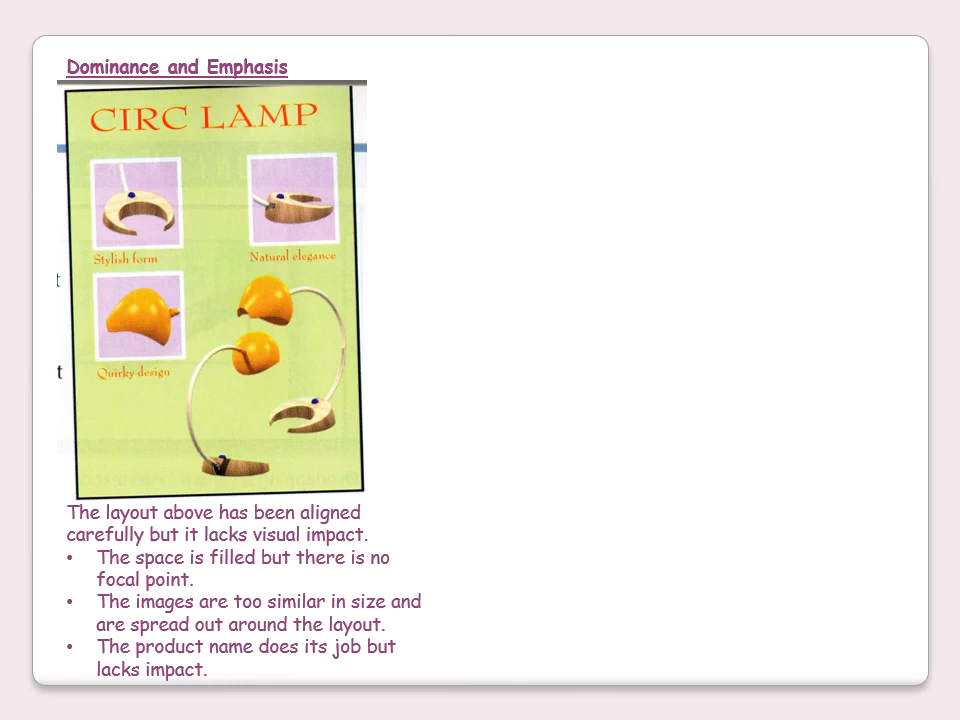 Dominance and Emphasis
CIRC LAMP
Stylish form
Natural elegance
Quirky design
t
t
The layout above has been aligned
carefully but it lacks visual impact.
• The space is filled but there is no
focal point.
• The images are too similar in size and
are spread out around the layout.
• The product name does its job but
lacks impact.